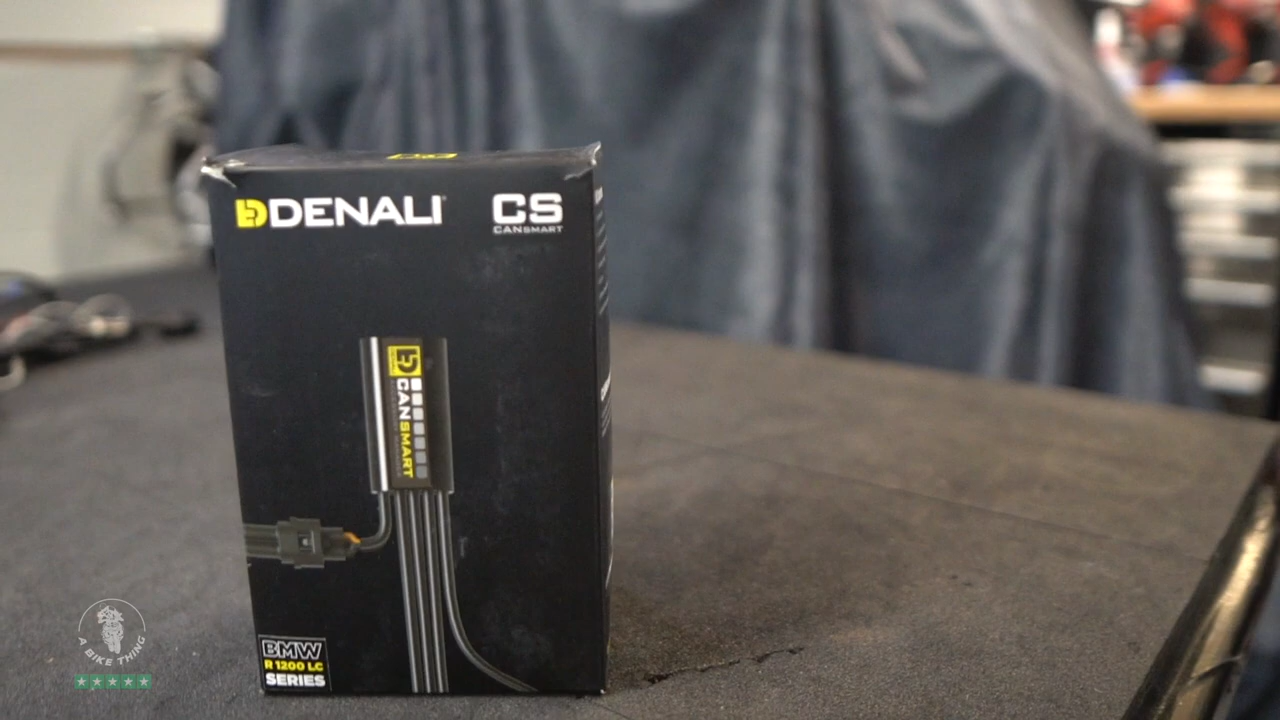 DENALI
CS
CANSMART
CANSMART
BMW
R 1200 LC
SERIES
A BIKE THING